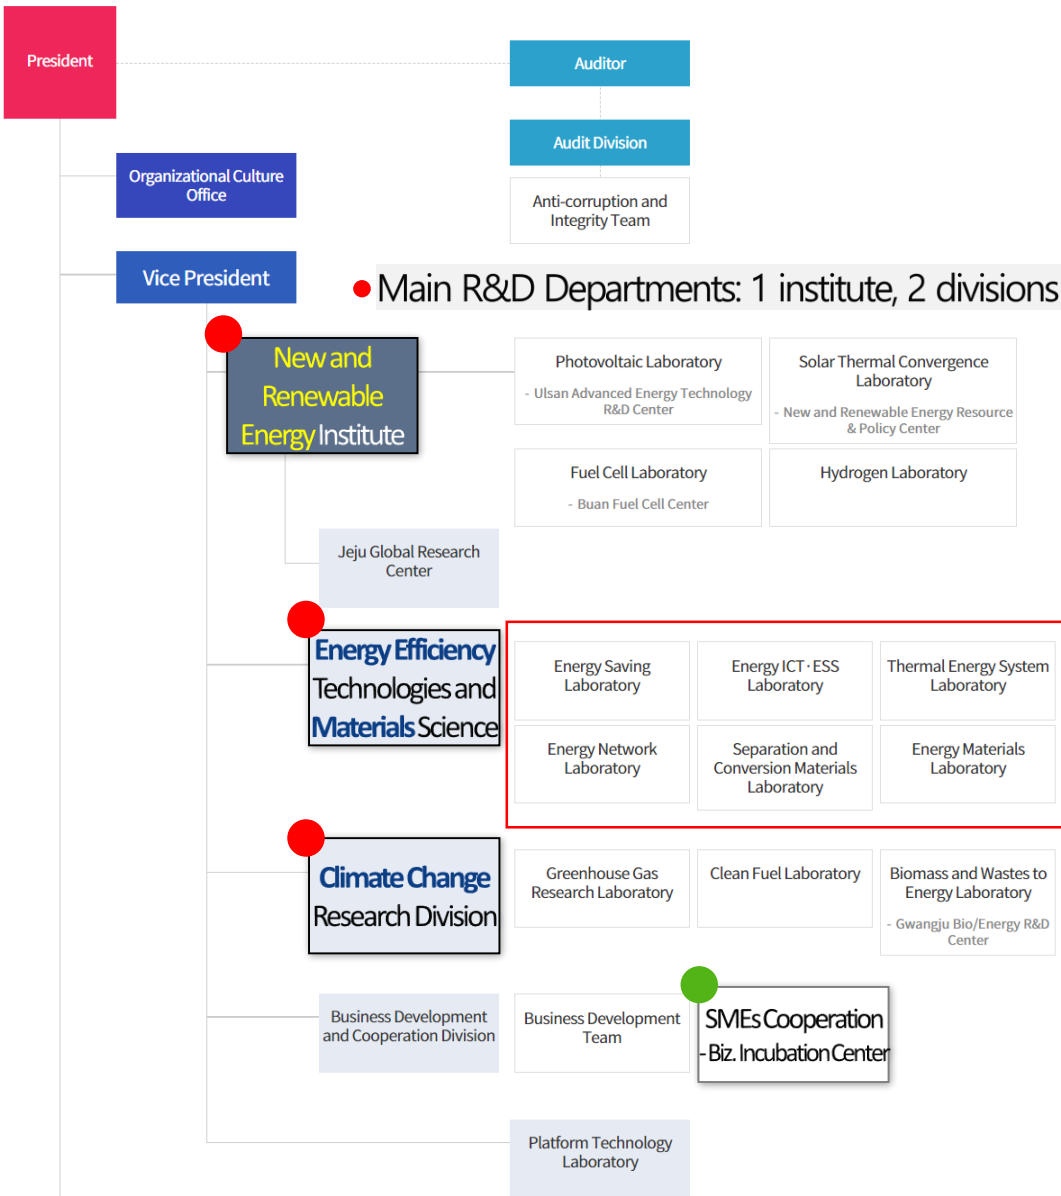 President
Auditor
Audit Division
Organizational Culture
Office
Anti-corruption and
Integrity Team
Vice President
Main R&D Departments: 1 institute, 2 divisions
New and
Renewable
Energy Institute
Photovoltaic Laboratory
- Ulsan Advanced Energy Technology
R&D Center
Solar Thermal Convergence
Laboratory
- New and Renewable Energy Resource
& Policy Center
Fuel Cell Laboratory
- Buan Fuel Cell Center
Hydrogen Laboratory
Jeju Global Research
Center
Energy Efficiency
Technologies and
Materials Science
Energy Saving
Laboratory
Energy ICT · ESS
Laboratory
Thermal Energy System
Laboratory
Energy Network
Laboratory
Separation and
Conversion Materials
Laboratory
Energy Materials
Laboratory
Climate Change
Research Division
Greenhouse Gas
Research Laboratory
Clean Fuel Laboratory
Biomass and Wastes to
Energy Laboratory
- Gwangju Bio/Energy R&D
Center
Business Development
and Cooperation Division
Business Development
Team
SMEs Cooperation
- Biz. Incubation Center
Platform Technology
Laboratory